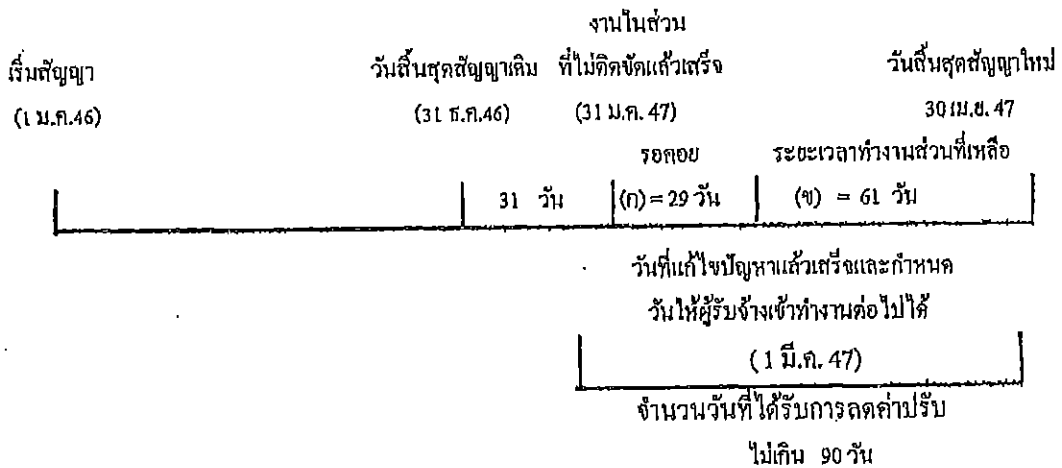 งานในส่วน
เริ่มสัญญา วันสิ้นสุดสัญญาเดิม ที่ไม่ติดขัดแล้วเสร็จ วันสิ้นสุดสัญญาใหม่
(1 ม.ค.46) (31 ธ.ค.46) (31 ม.ค. 47) 30 เม.ย. 47
รอคอย ระยะเวลาทำงานส่วนที่เหลือ
31 วัน (ก) = 29 วัน (ข) = 61 วัน
วันที่แก้ไขปัญหาแล้วเสร็จและกำหนด
วันให้ผู้รับจ้างเข้าทำงานต่อไปได้
(1 มี.ค. 47)
จำนวนวันที่ได้รับการลดค่าปรับ
ไม่เกิน 90 วัน